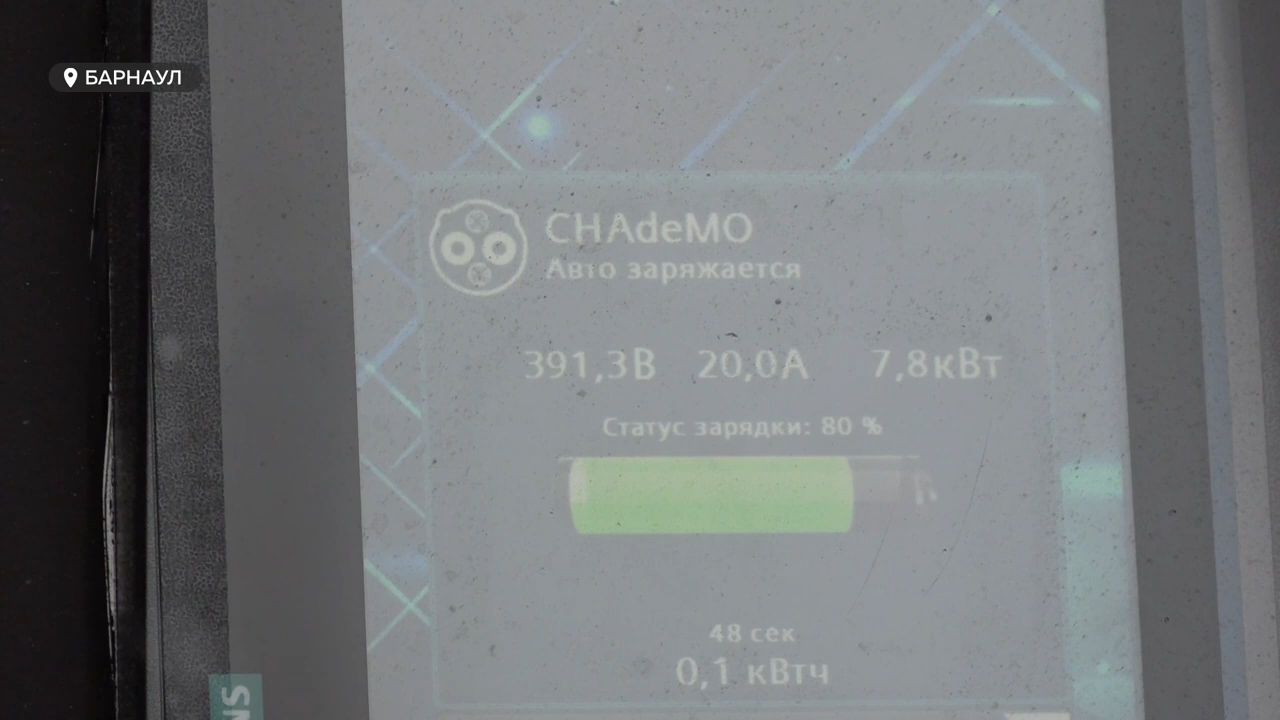 БАРНАУЛ
CHAdeMO
Авто заряжается
391,3В 20,0А 7,8кВт
Статус зарядки: 80 %
48 сек
0,1 кВтч